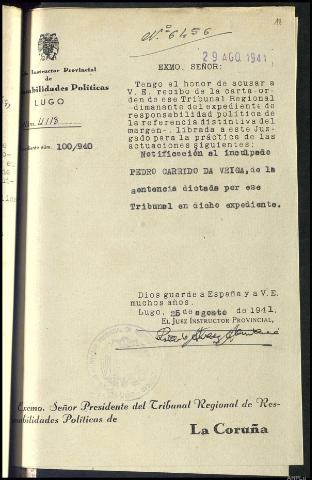 Nº 6456
29 AGO. 1941
Instructor Provincial
de
Responsabilidades Políticas
LUGO
Núm. 4118
núm. 100/940
EXMO. SEÑOR:
Tengo el honor de acusar a
V.E. recibo de la carta-or-
den de ese Tribunal Regional
-dimanante del expediente de
responsabilidad política de
la referencia distintiva del
margen-, librada a este Juz-
gado para la práctica de las
actuaciones siguientes:
Notificación al inculpado
PEDRO GARRIDO DA VEIGA, de la
sentencia dictada por ese
Tribunal en dicho expediente.
Dios guarde a España y a V.E.
muchos años.
Lugo, 25 de agosto de 1941.
EL JUEZ INSTRUCTOR PROVINCIAL,
Excmo. Señor Presidente del Tribunal Regional de Res-
ponsabilidades Políticas de
La Coruña